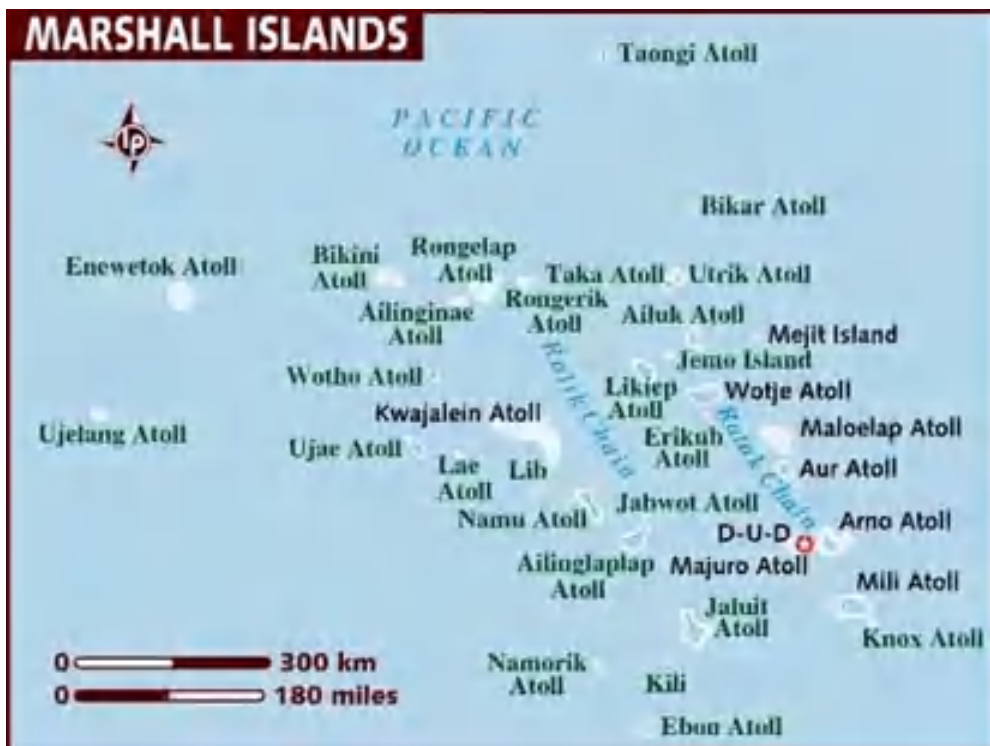 MARSHALL ISLANDS
Taongi Atoll
PACIFIC
OCEAN
LP
Bikar Atoll
Enewetok Atoll
Bikini
Atoll
Rongelap
Atoll
Taka Atoll
Utrik Atoll
Ailinginae
Atoll
Rongerik
Atoll
Ailuk Atoll
Mejit Island
Jemo Island
Wotho Atoll
Ralik Chain
Likiep
Atoll
Wotje Atoll
Kwajalein Atoll
Ratak Chain
Ujelang Atoll
Ujae Atoll
Erikub
Atoll
Maloelap Atoll
Lae
Atoll
Lib
Aur Atoll
Namu Atoll
Jabwot Atoll
D-U-D
Arno Atoll
Ailinglaplap
Atoll
Majuro Atoll
Mili Atoll
Jaluit
Atoll
Knox Atoll
0 300 km
0 180 miles
Namorik
Atoll
Kili
Ebon Atoll